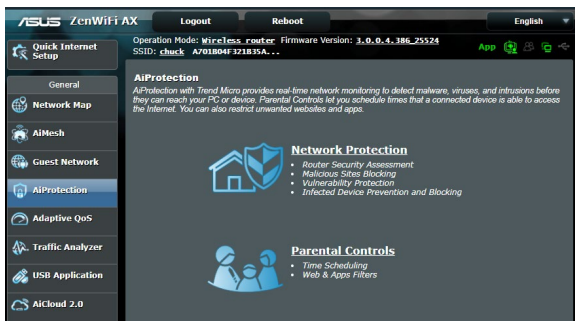 ASUS ZenWiFi AX Logout Reboot English
Quick Internet Setup
Operation Mode: Wireless router Firmware Version: 3.0.0.4.386_25524
SSID: chuck A701B04F321B35A... App
General
Network Map
AiMesh
Guest Network
AiProtection
Adaptive QoS
Traffic Analyzer
USB Application
AiCloud 2.0
AiProtection
AiProtection with Trend Micro provides real-time network monitoring to detect malware, viruses, and intrusions before
they can reach your PC or device. Parental Controls let you schedule times that a connected device is able to access
the Internet. You can also restrict unwanted websites and apps.
Network Protection
• Router Security Assessment
• Malicious Sites Blocking
• Vulnerability Protection
• Infected Device Prevention and Blocking
Parental Controls
• Time Scheduling
• Web & Apps Filters